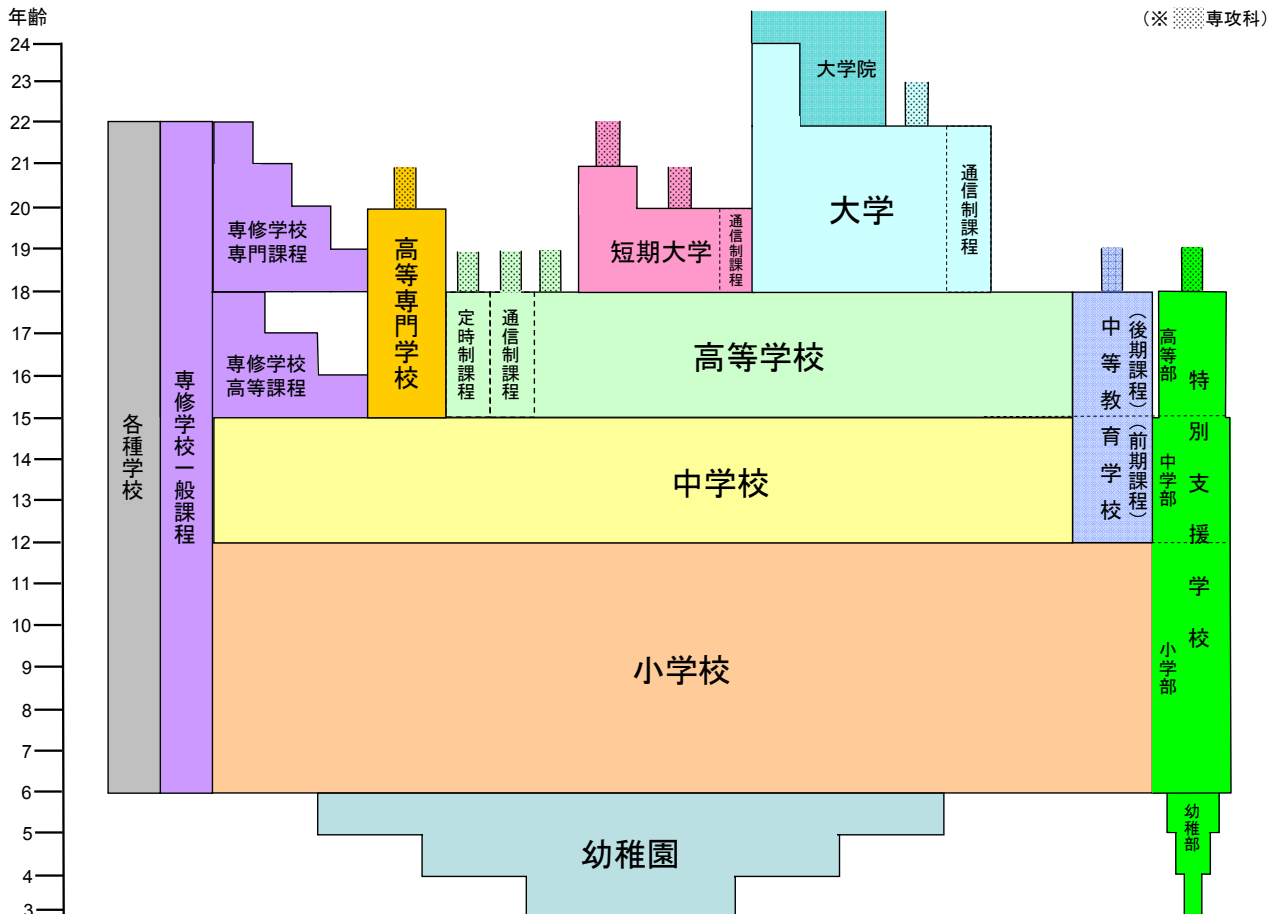 年齢
(※ 専攻科)
24
23
22
21
20
19
18
17
16
15
14
13
12
11
10
9
8
7
6
5
4
3
大学院
大学
通信制課程
短期大学
通信制課程
専修学校
専門課程
高等専門学校
専修学校
高等課程
定時制課程
通信制課程
高等学校
中等教育学校
(後期課程)
(前期課程)
高等部
特別支援学校
中学部
小学部
幼稚部
各種学校
専修学校一般課程
中学校
小学校
幼稚園